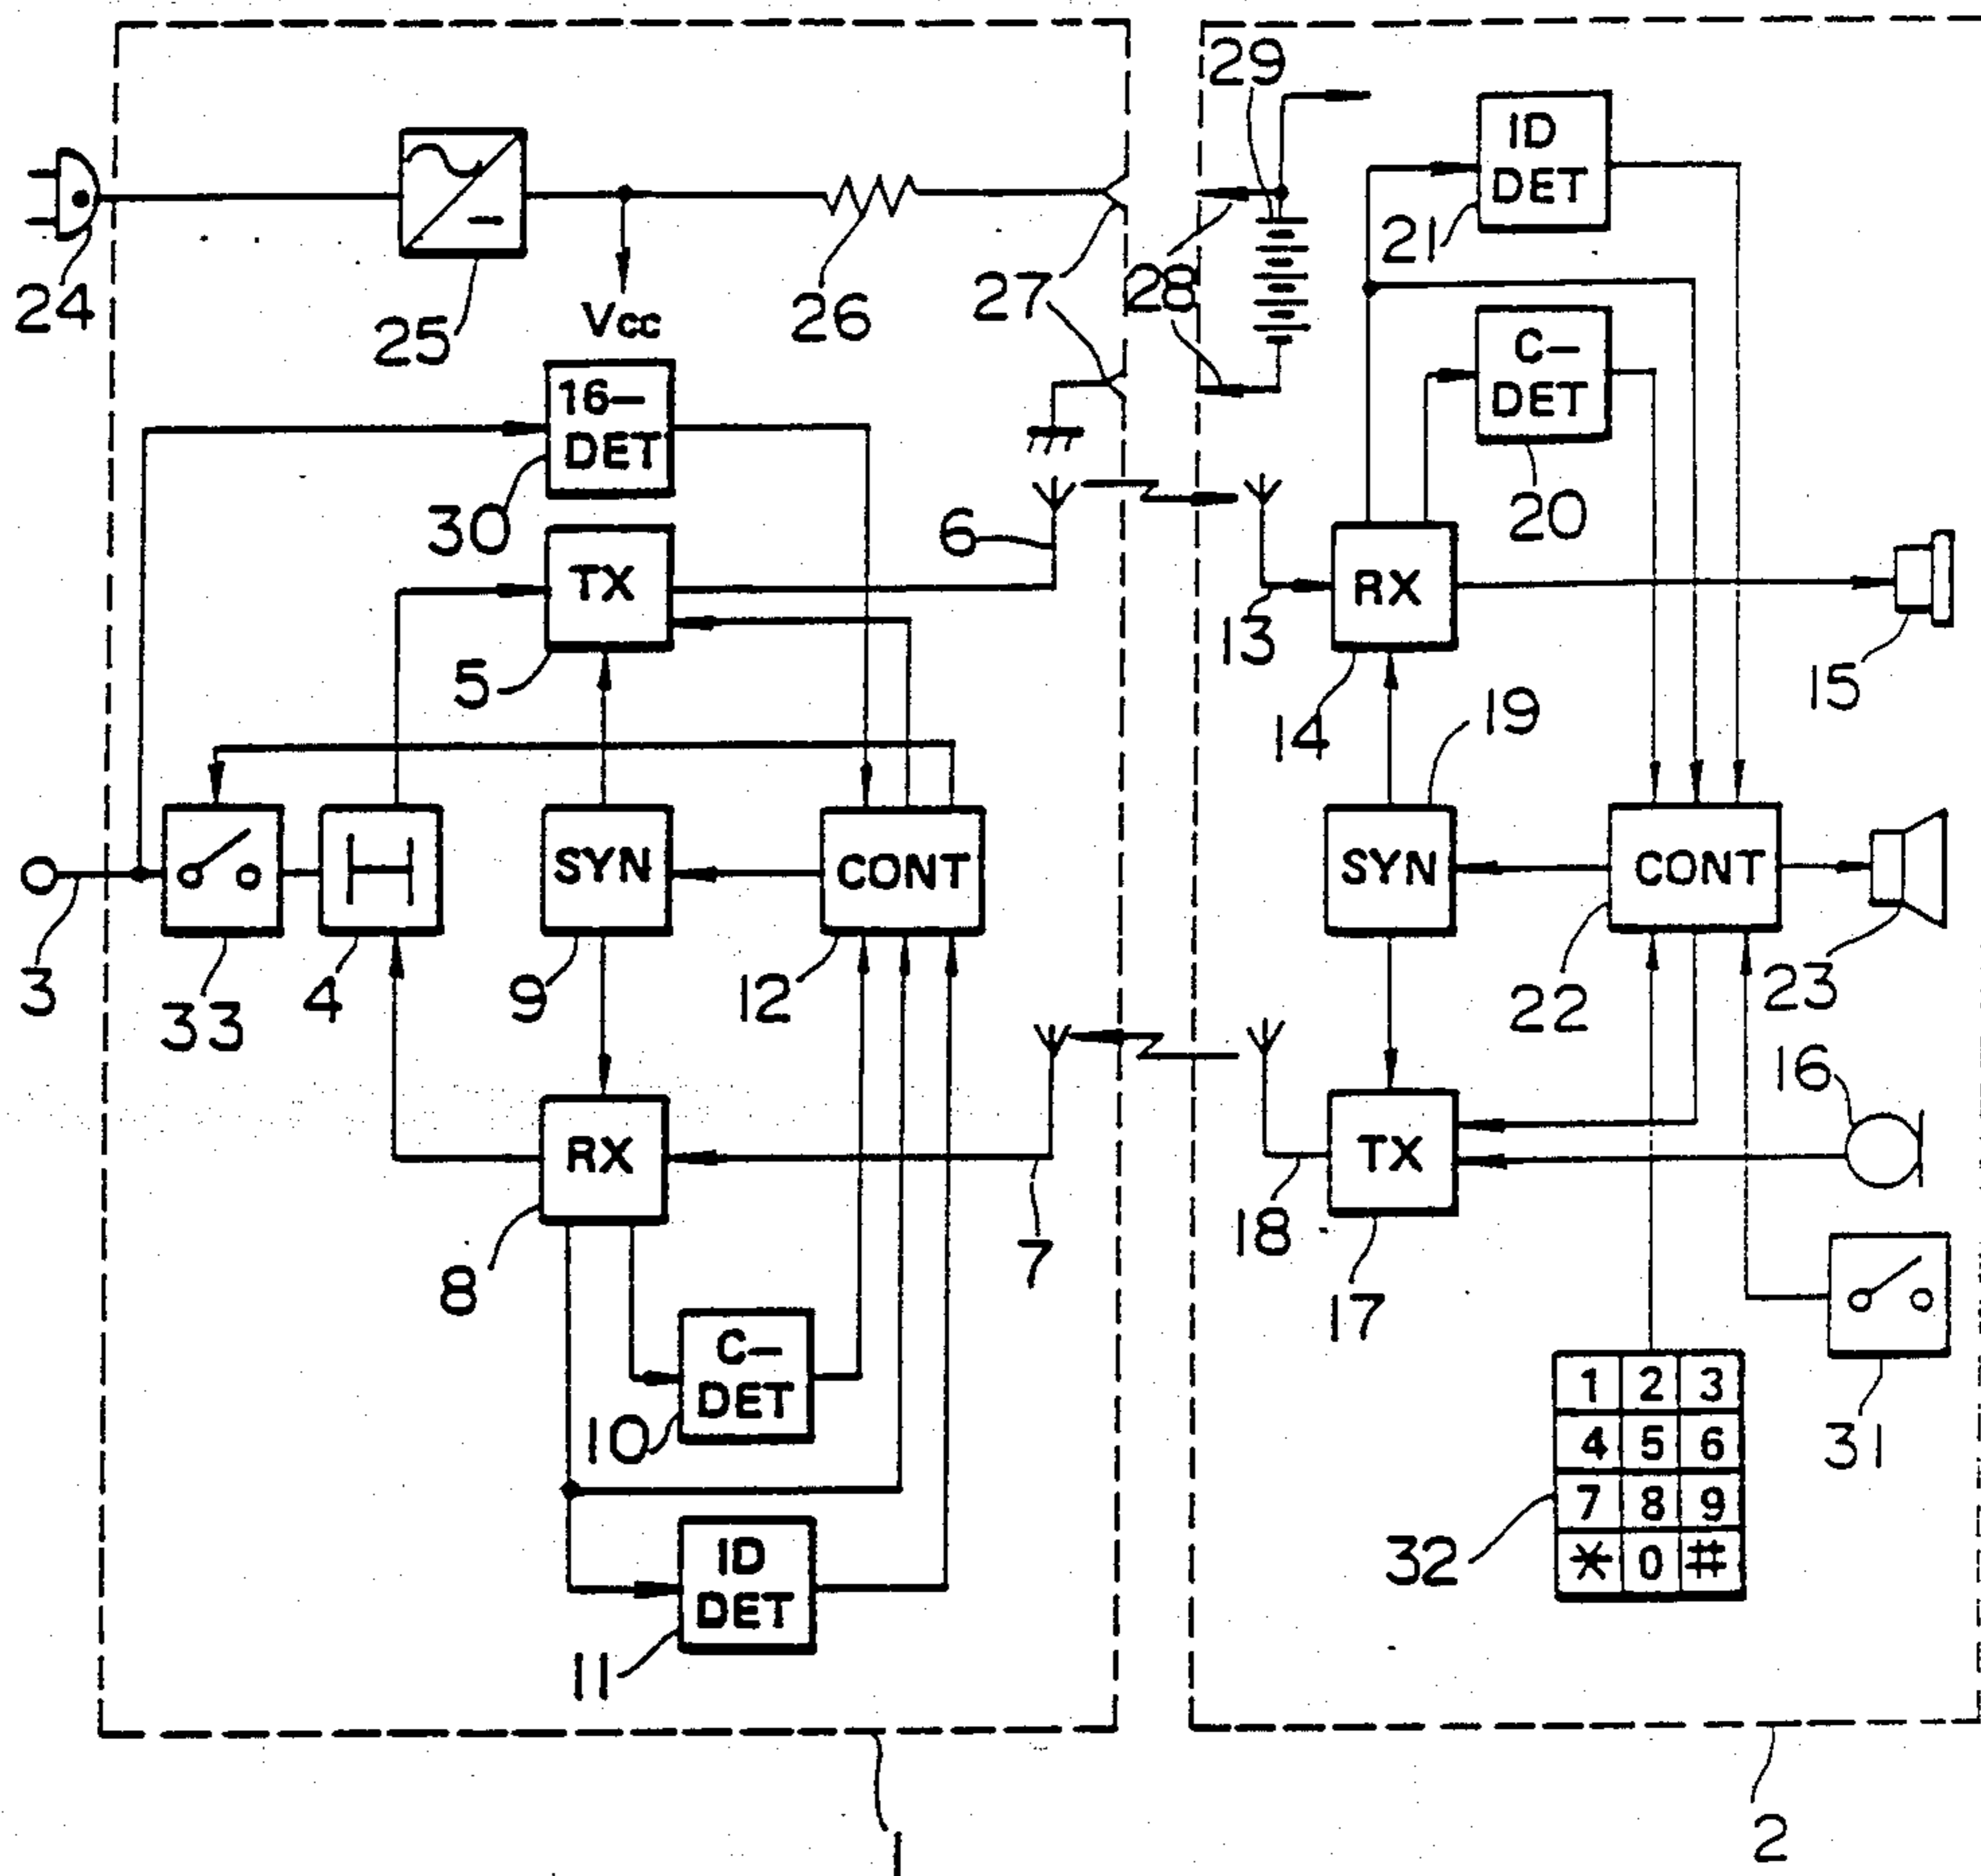 29
ID
DET
21
24
25
Vcc
26
27
28
C-
DET
20
16-
DET
30
6
TX
5
13
RX
14
15
19
3
33
4
SYN
9
CONT
12
SYN
CONT
22
23
16
RX
8
7
18
TX
17
31
C-
DET
10
1 2 3
4 5 6
7 8 9
* 0 #
32
ID
DET
11
1
2